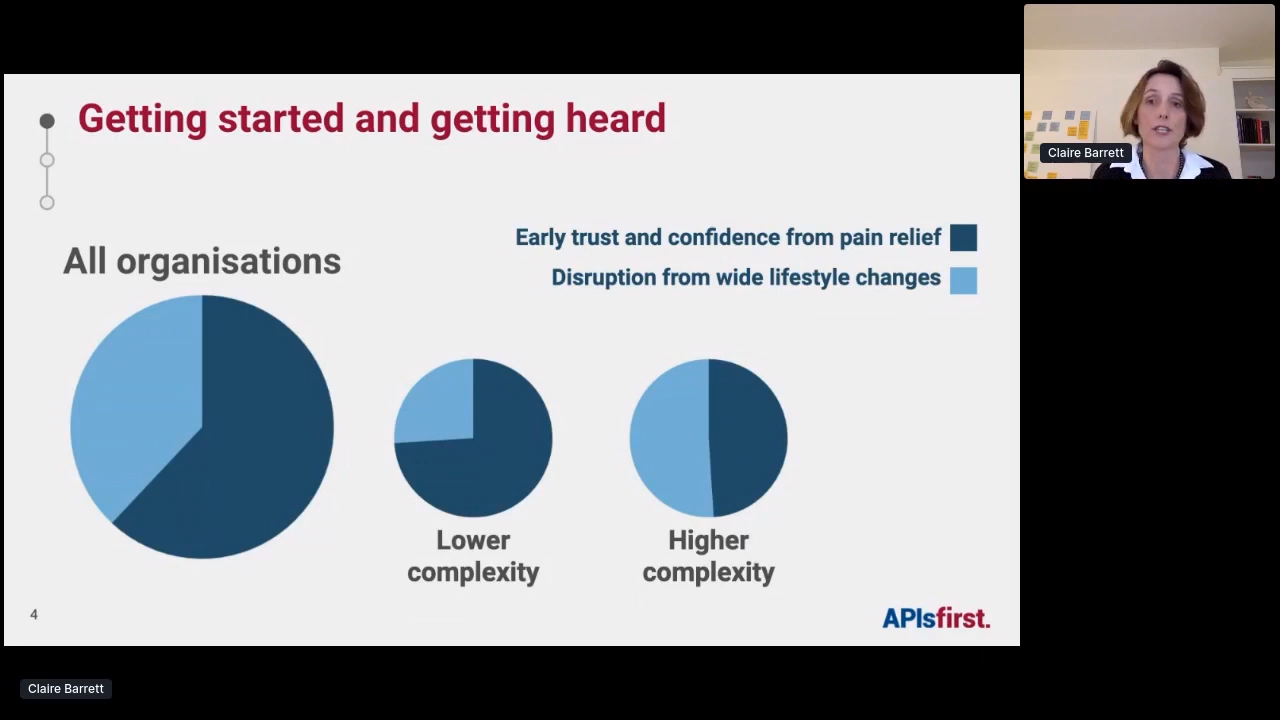 Getting started and getting heard
Early trust and confidence from pain relief
Disruption from wide lifestyle changes
All organisations
Lower
complexity
Higher
complexity
4
APIsfirst.
Claire Barrett
Claire Barrett